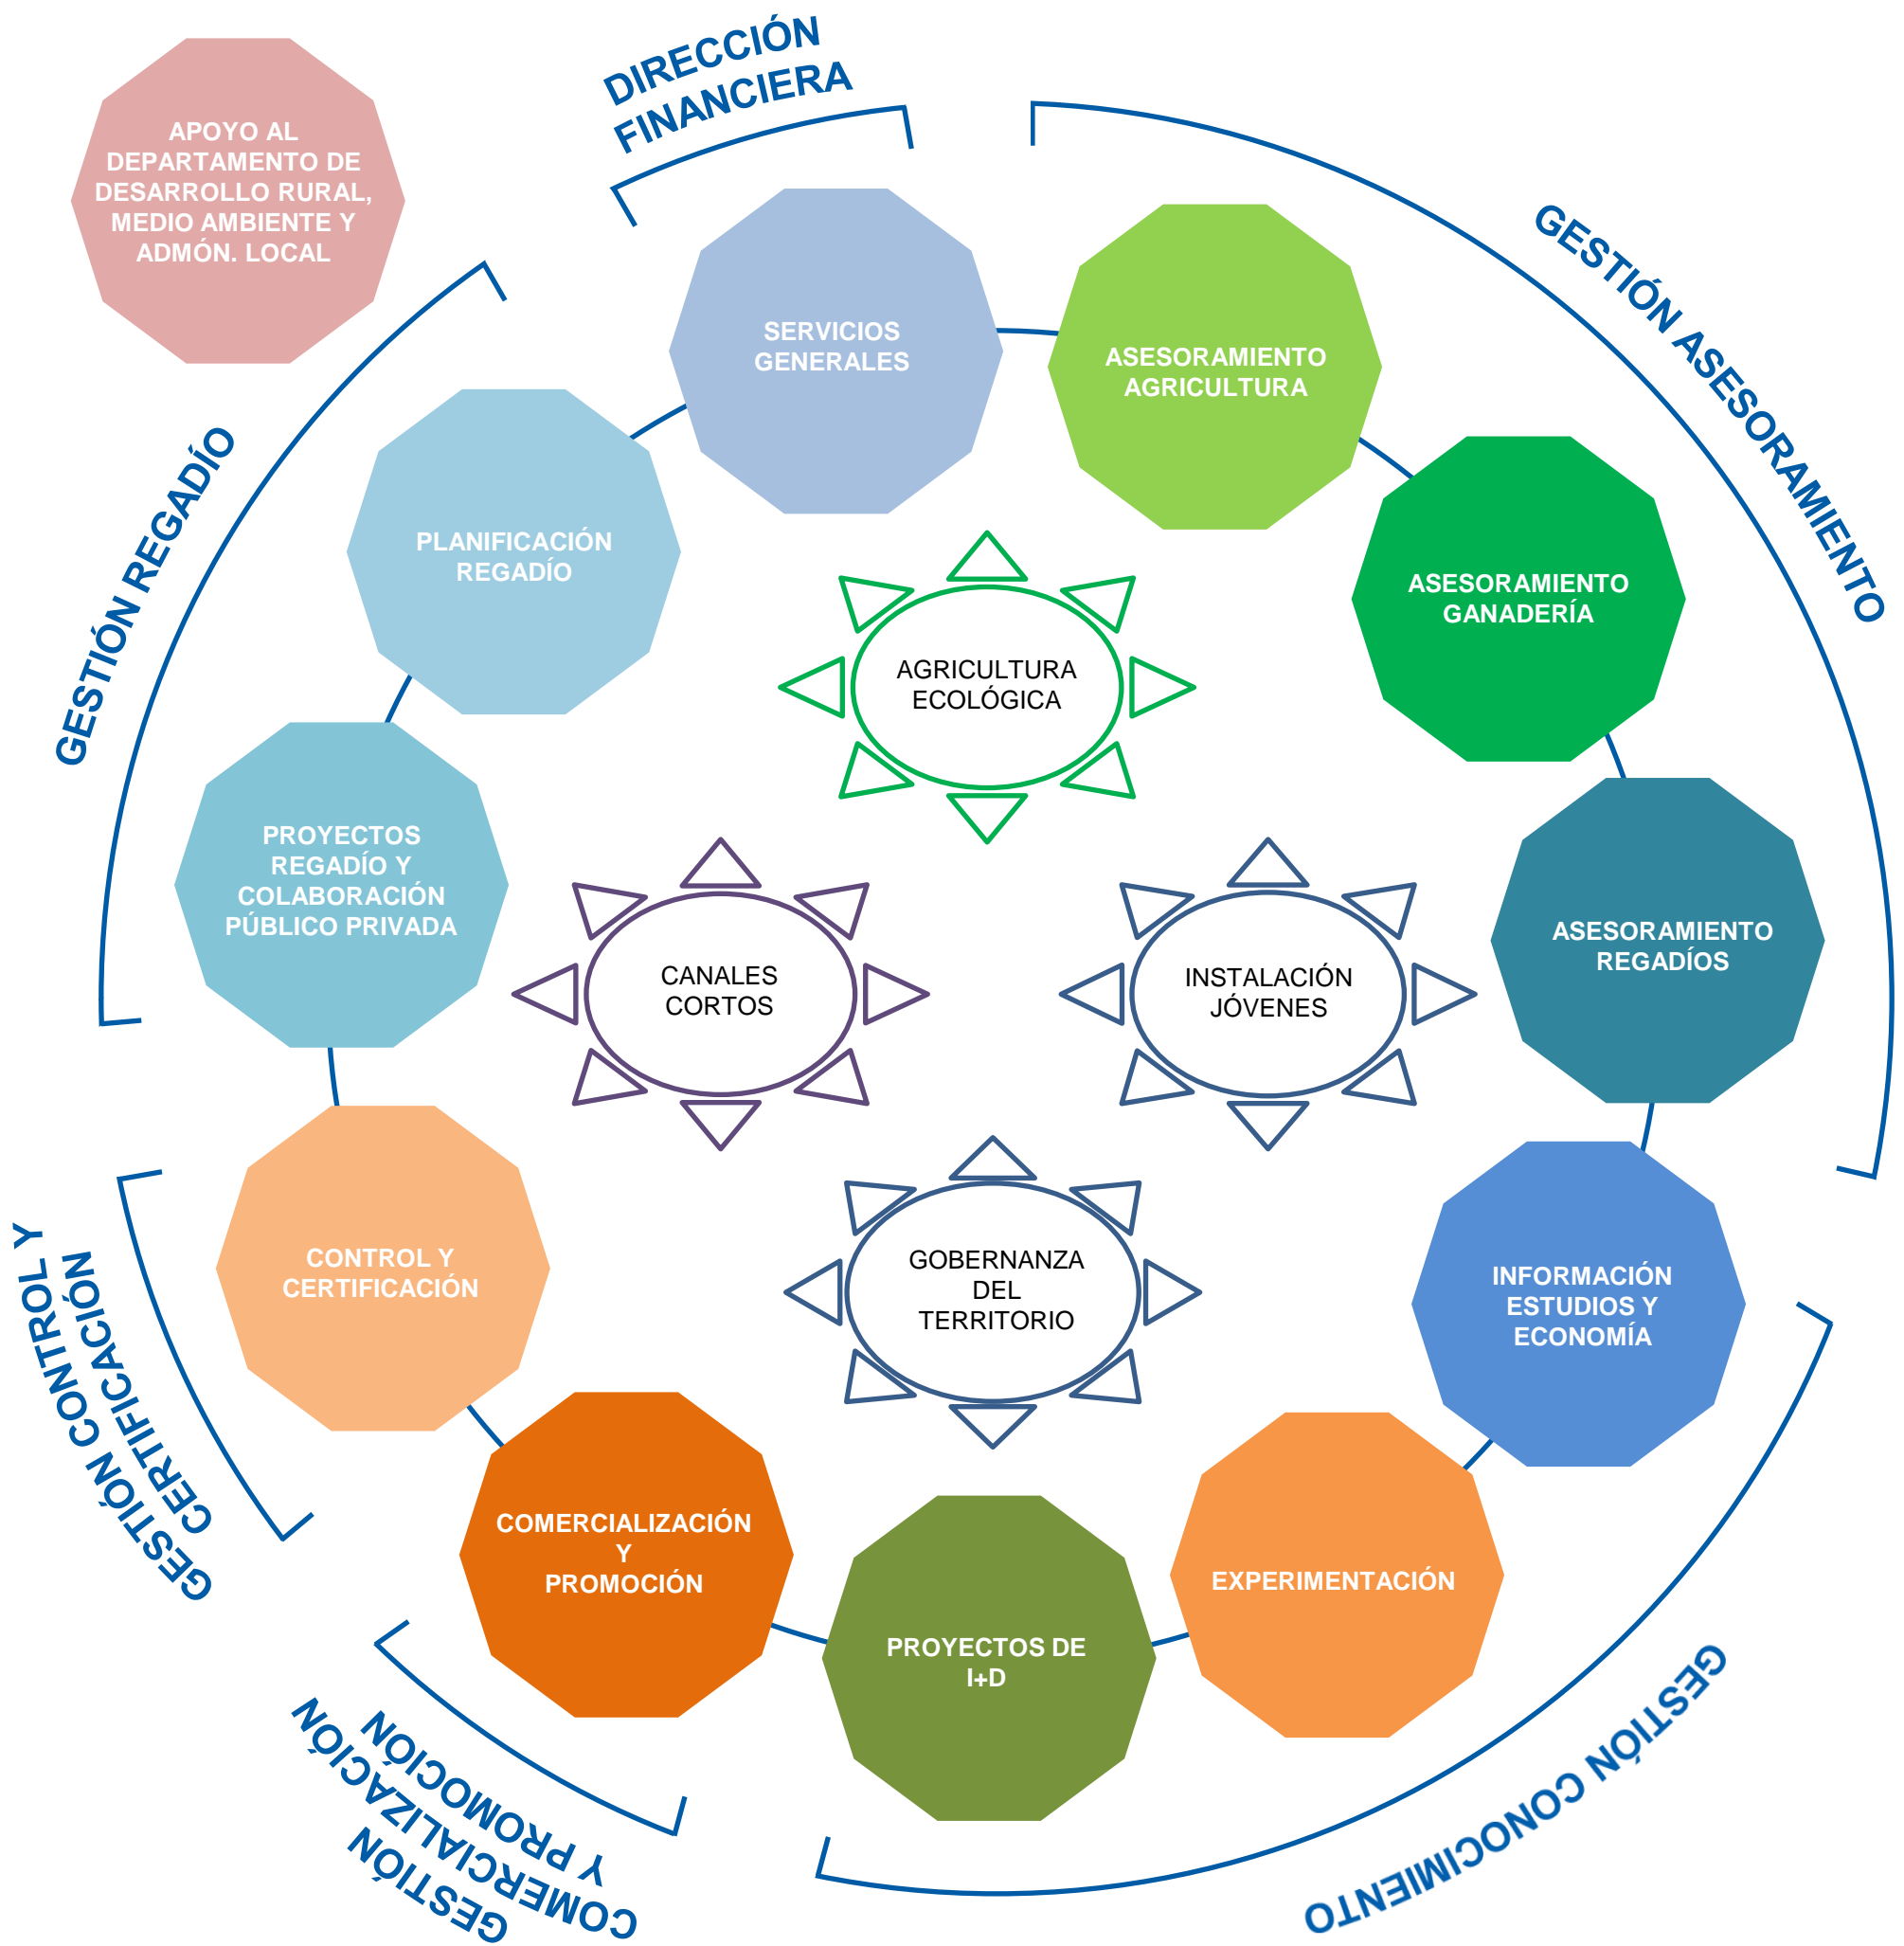 DIRECCIÓN
FINANCIERA
APOYO AL
DEPARTAMENTO DE
DESARROLLO RURAL,
MEDIO AMBIENTE Y
ADMÓN. LOCAL
GESTIÓN ASESORAMIENTO
SERVICIOS
GENERALES
ASESORAMIENTO
AGRICULTURA
GESTIÓN REGADÍO
PLANIFICACIÓN
REGADÍO
ASESORAMIENTO
GANADERÍA
AGRICULTURA
ECOLÓGICA
PROYECTOS
REGADÍO Y
COLABORACIÓN
PÚBLICO PRIVADA
CANALES
CORTOS
INSTALACIÓN
JÓVENES
ASESORAMIENTO
REGADÍOS
GESTIÓN CONTROL Y
CERTIFICACIÓN
CONTROL Y
CERTIFICACIÓN
GOBERNANZA
DEL
TERRITORIO
INFORMACIÓN
ESTUDIOS Y
ECONOMÍA
COMERCIALIZACIÓN
Y
PROMOCIÓN
PROYECTOS DE
I+D
EXPERIMENTACIÓN
GESTIÓN
COMERCIALIZACIÓN
Y PROMOCIÓN
GESTIÓN CONOCIMIENTO